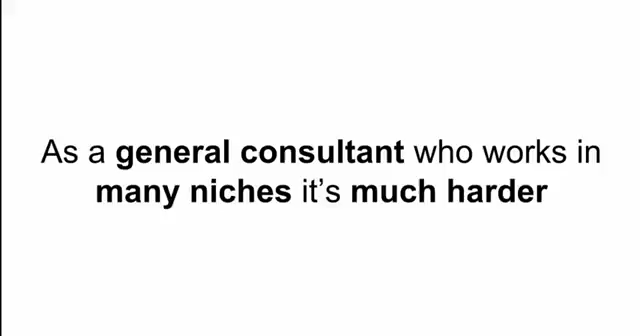 As a general consultant who works in
many niches it’s much harder